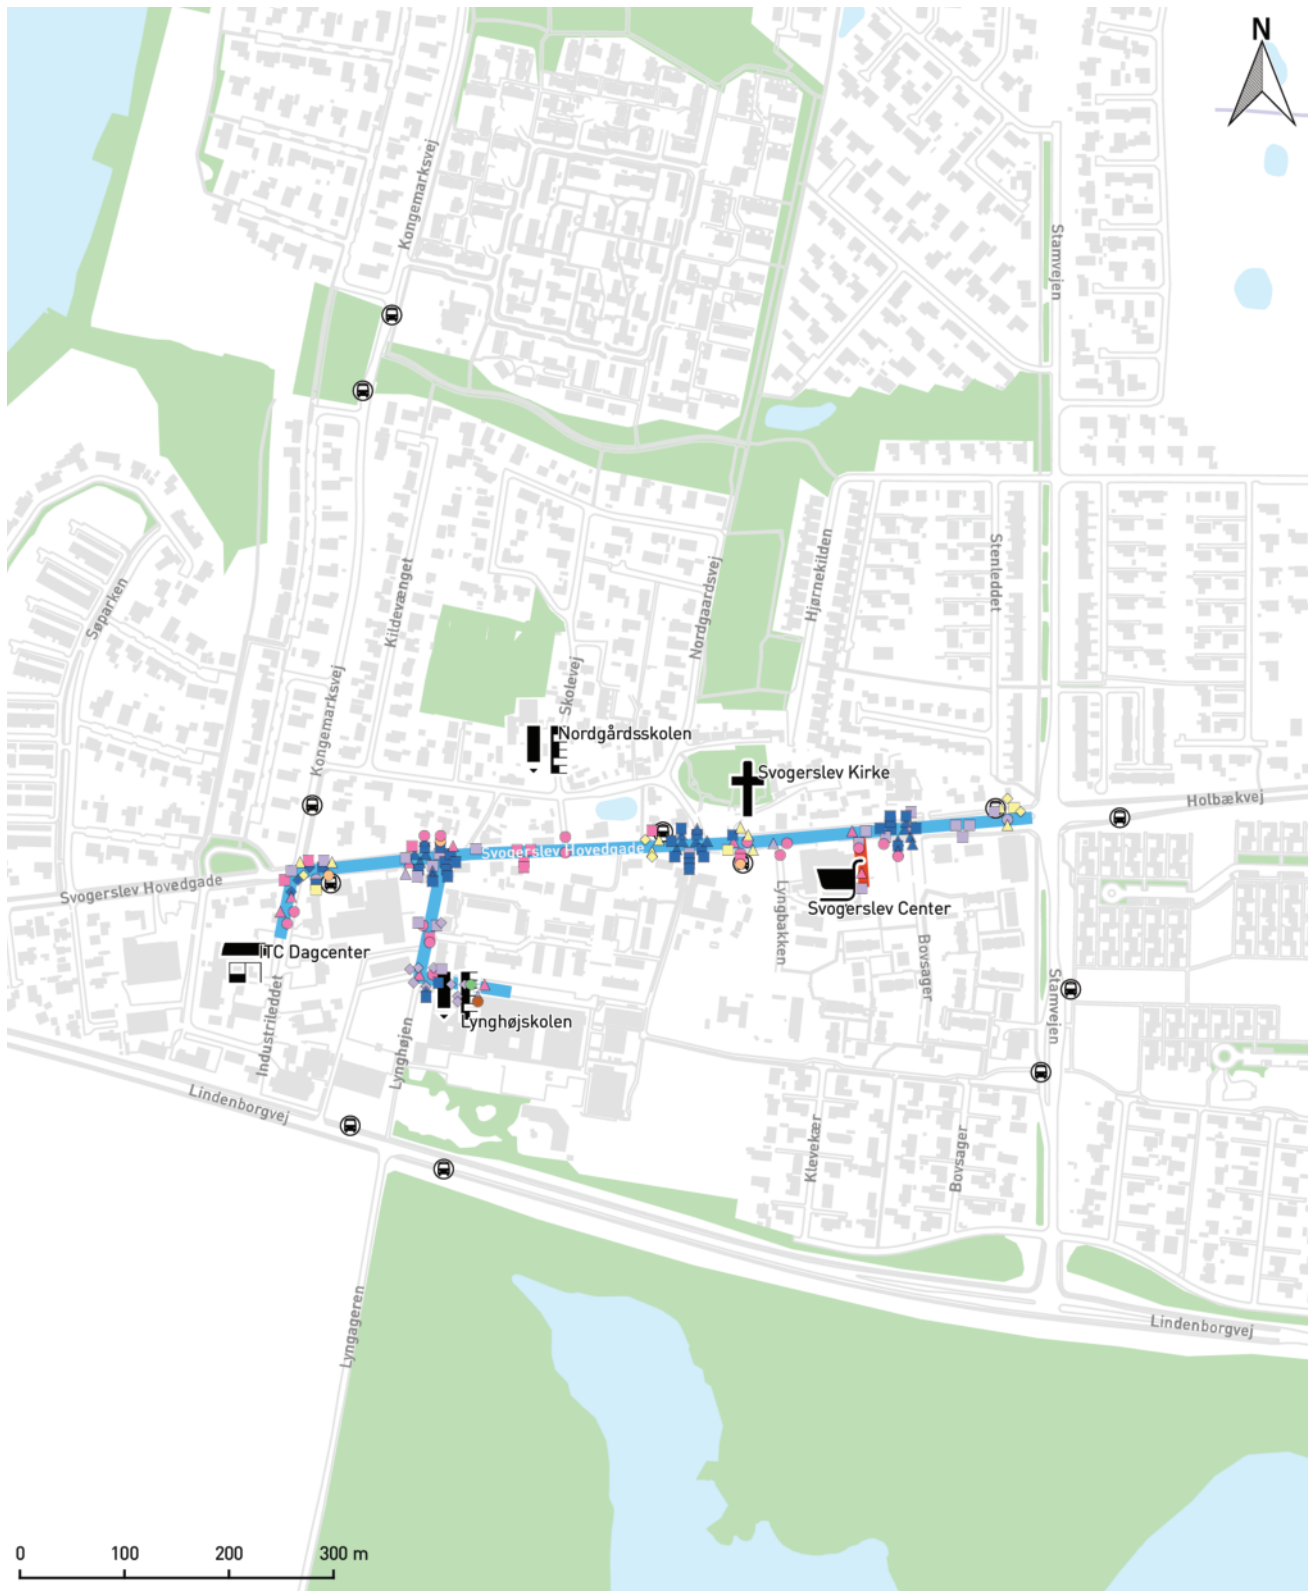 N
Kongemarksvej
Stamvejen
Stenleddet
Hjørnekilden
Nordgaardsvej
Kildevænget
Søparken
Skolevej
Kongemarksvej
Nordgårdsskolen
Svogerslev Kirke
Holbækvej
Svogerslev Hovedgade
Svogerslev Hovedgade
Lyngbakken
Svogerslev Center
Bovsager
Stamvejen
ITC Dagcenter
Industrileddet
Lynghøjskolen
Lynghøjen
Lindenborgvej
Klevekær
Bovsager
Lyngageren
Lindenborgvej
0 100 200 300 m